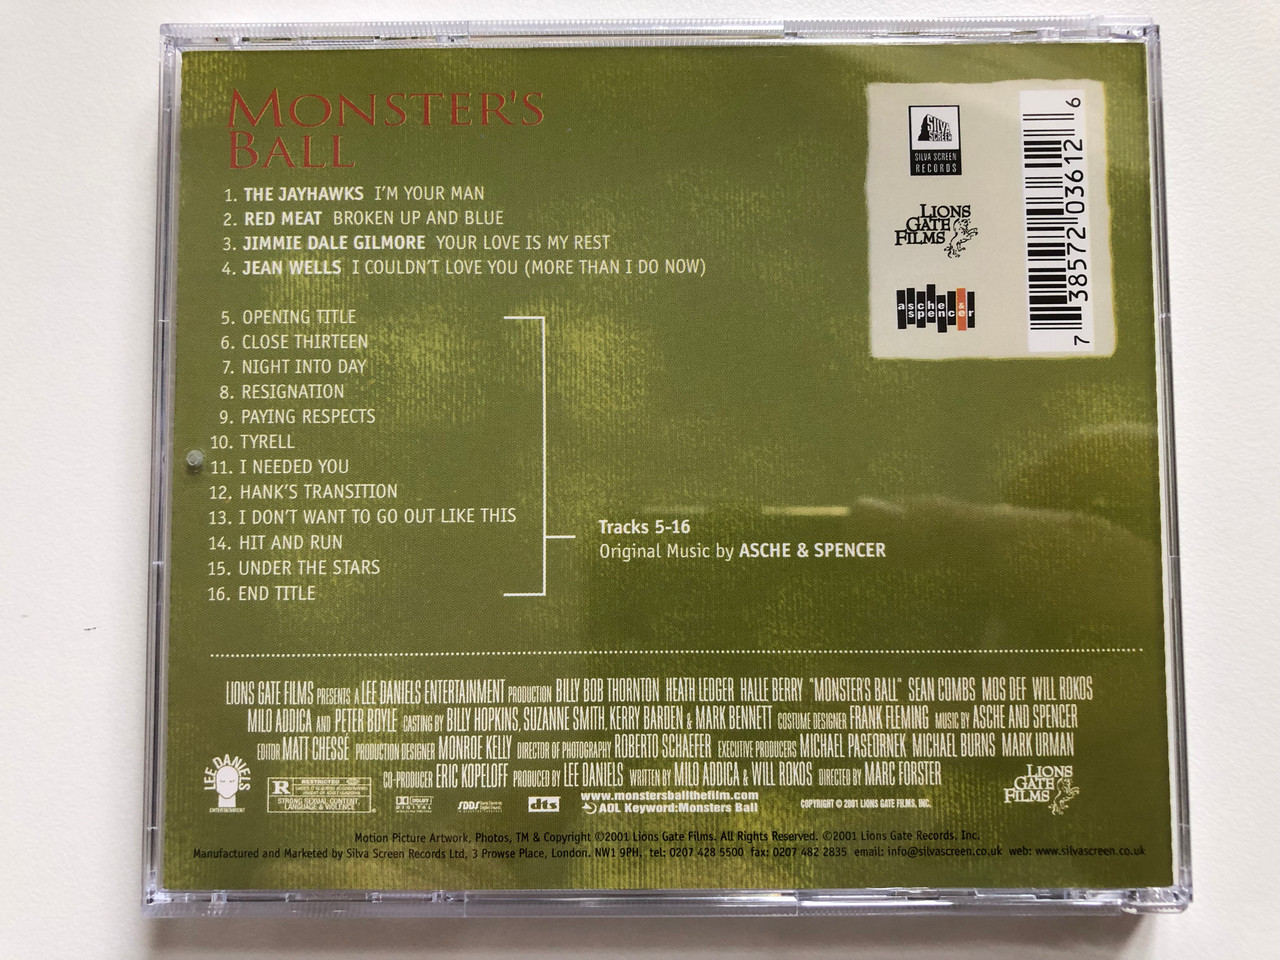 MONSTER'S
BALL
1. THE JAYHAWKS I'M YOUR MAN
2. RED MEAT BROKEN UP AND BLUE
3. JIMMIE DALE GILMORE YOUR LOVE IS MY REST
4. JEAN WELLS I COULDN'T LOVE YOU (MORE THAN I DO NOW)
5. OPENING TITLE
6. CLOSE THIRTEEN
7. NIGHT INTO DAY
8. RESIGNATION
9. PAYING RESPECTS
10. TYRELL
11. I NEEDED YOU
12. HANK'S TRANSITION
13. I DON'T WANT TO GO OUT LIKE THIS
14. HIT AND RUN
15. UNDER THE STARS
16. END TITLE
Tracks 5-16
Original Music by ASCHE & SPENCER
SILVA
SCREEN
SILVA SCREEN
RECORDS
LIONS
GATE
FILMS
asche &
spencer
7 38572 03612 6
LIONS GATE FILMS PRESENTS A LEE DANIELS ENTERTAINMENT PRODUCTION BILLY BOB THORNTON HEATH LEDGER HALLE BERRY "MONSTER'S BALL" SEAN COMBS MOS DEF WILL ROKOS
MILO ADDICA AND PETER BOYLE CASTING BY BILLY HOPKINS, SUZANNE SMITH, KERRY BARDEN & MARK BENNETT COSTUME DESIGNER FRANK FLEMING MUSIC BY ASCHE AND SPENCER
EDITOR MATT CHESSÉ PRODUCTION DESIGNER MONROE KELLY DIRECTOR OF PHOTOGRAPHY ROBERTO SCHAEFER EXECUTIVE PRODUCERS MICHAEL PASEORNEK MICHAEL BURNS MARK URMAN
CO-PRODUCER ERIC KOPELOFF PRODUCED BY LEE DANIELS WRITTEN BY MILO ADDICA & WILL ROKOS DIRECTED BY MARC FORSTER
LEE DANIELS
ENTERTAINMENT
R RESTRICTED
STRONG SEXUAL CONTENT,
LANGUAGE & VIOLENCE
DOLBY
DIGITAL
SDDS
dts
www.monstersballthefilm.com
AOL Keyword:Monsters Ball
COPYRIGHT © 2001 LIONS GATE FILMS, INC.
LIONS
GATE
FILMS
Motion Picture Artwork, Photos, TM & Copyright ©2001 Lions Gate Films. All Rights Reserved. ©2001 Lions Gate Records, Inc.
Manufactured and Marketed by Silva Screen Records Ltd, 3 Prowse Place, London. NW1 9PH. tel: 0207 428 5500 fax: 0207 482 2835 email: info@silvascreen.co.uk web: www.silvascreen.co.uk